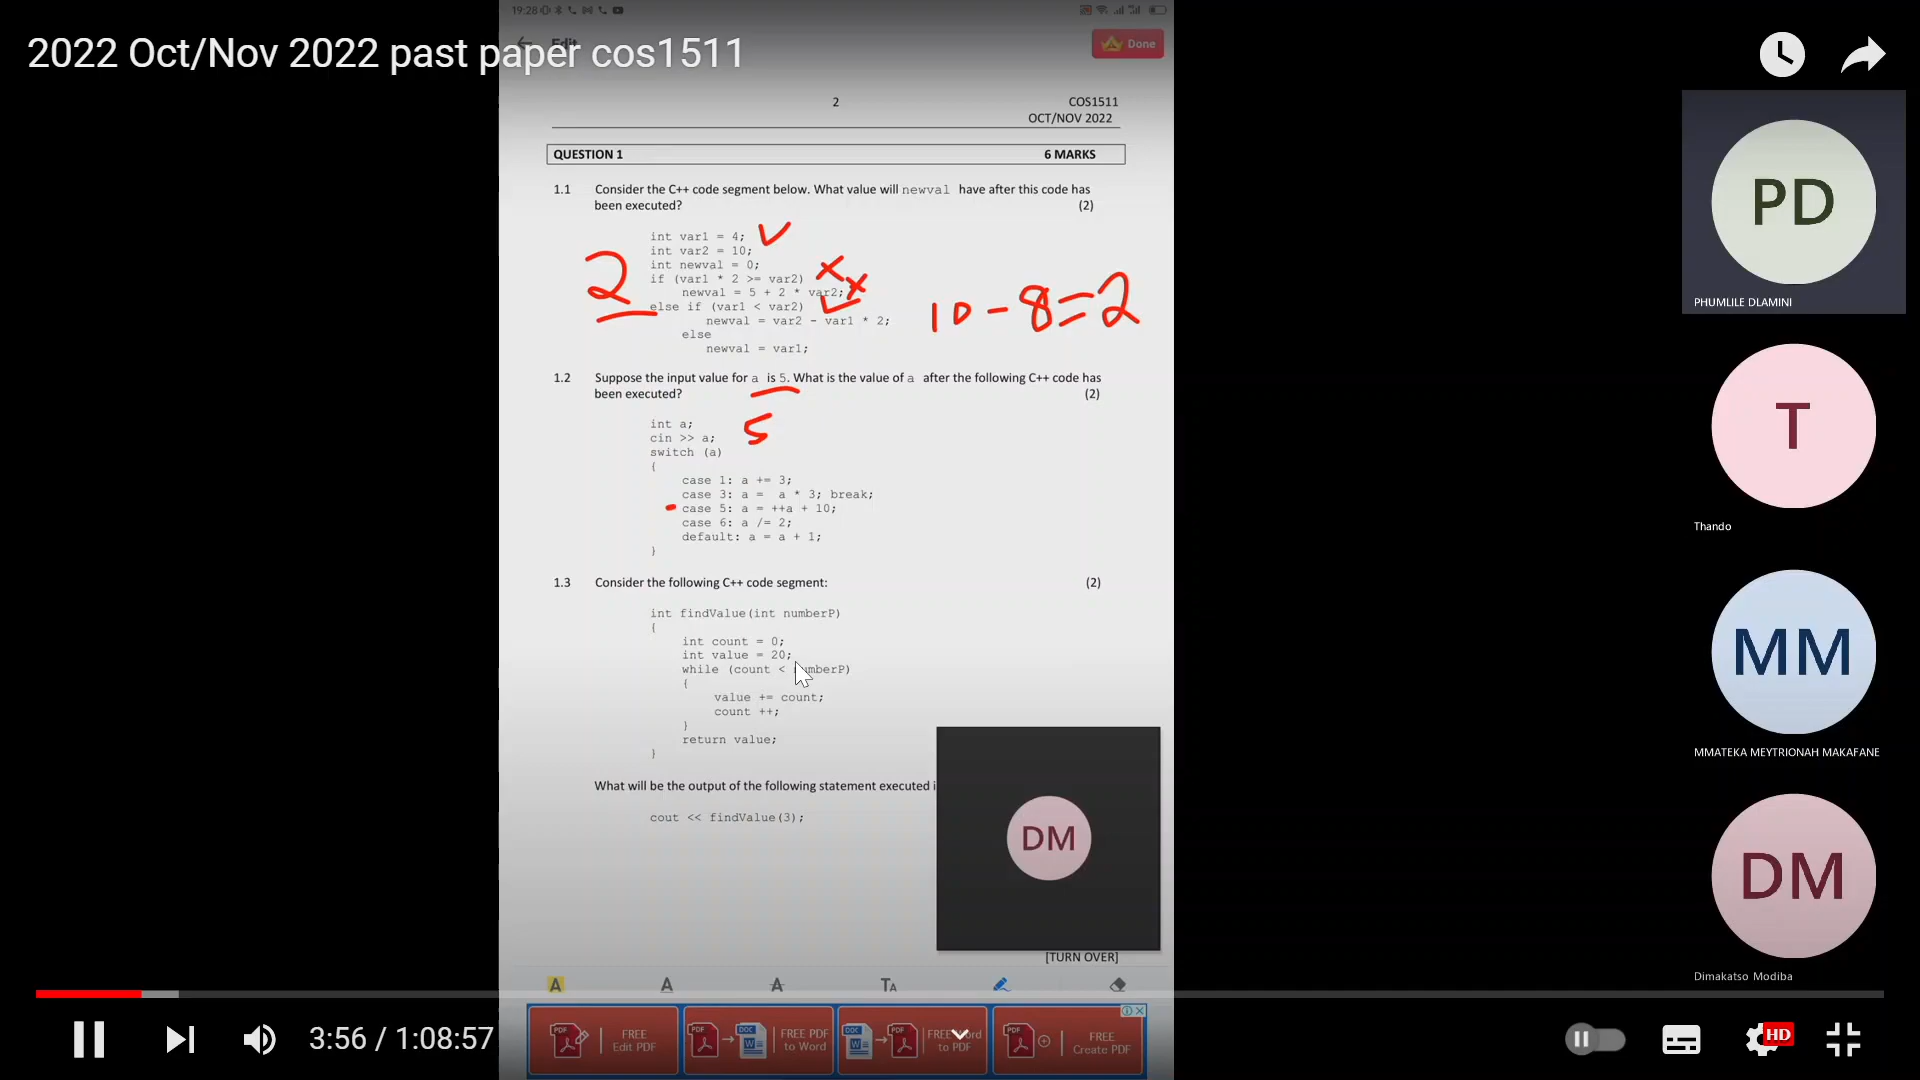 19:28
2022 Oct/Nov 2022 past paper cos1511
Edit
Done
2 COS1511
OCT/NOV 2022
QUESTION 1 6 MARKS
1.1 Consider the C++ code segment below. What value will newval have after this code has
been executed? (2)
int var1 = 4;
int var2 = 10;
int newval = 0;
if (var1 * 2 >= var2)
newval = 5 + 2 * var2;
else if (var1 < var2)
newval = var2 - var1 * 2;
else
newval = var1;
2
10 - 8 = 2
1.2 Suppose the input value for a is 5. What is the value of a after the following C++ code has
been executed? (2)
int a;
cin >> a; 5
switch (a)
{
case 1: a += 3;
case 3: a = a * 3; break;
case 5: a = ++a + 10;
case 6: a /= 2;
default: a = a + 1;
}
1.3 Consider the following C++ code segment: (2)
int findValue(int numberP)
{
int count = 0;
int value = 20;
while (count < numberP)
{
value += count;
count ++;
}
return value;
}
What will be the output of the following statement executed
cout << findValue(3);
DM
[TURN OVER]
A A A TA
FREE
Edit PDF
FREE PDF
to Word
FREE Word
to PDF
FREE
Create PDF
PD
PHUMLILE DLAMINI
T
Thando
MM
MMATEKA MEYTRIONAH MAKAFANE
DM
Dimakatso Modiba
3:56 / 1:08:57
HD